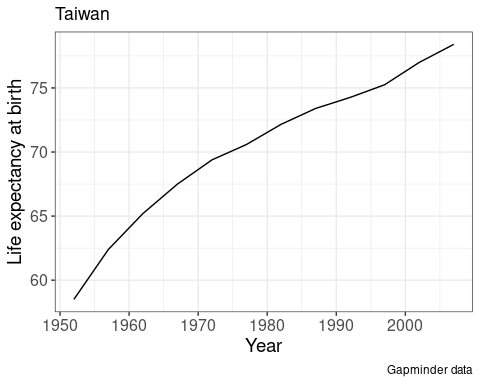 Taiwan
Life expectancy at birth
75
70
65
60
1950 1960 1970 1980 1990 2000
Year
Gapminder data